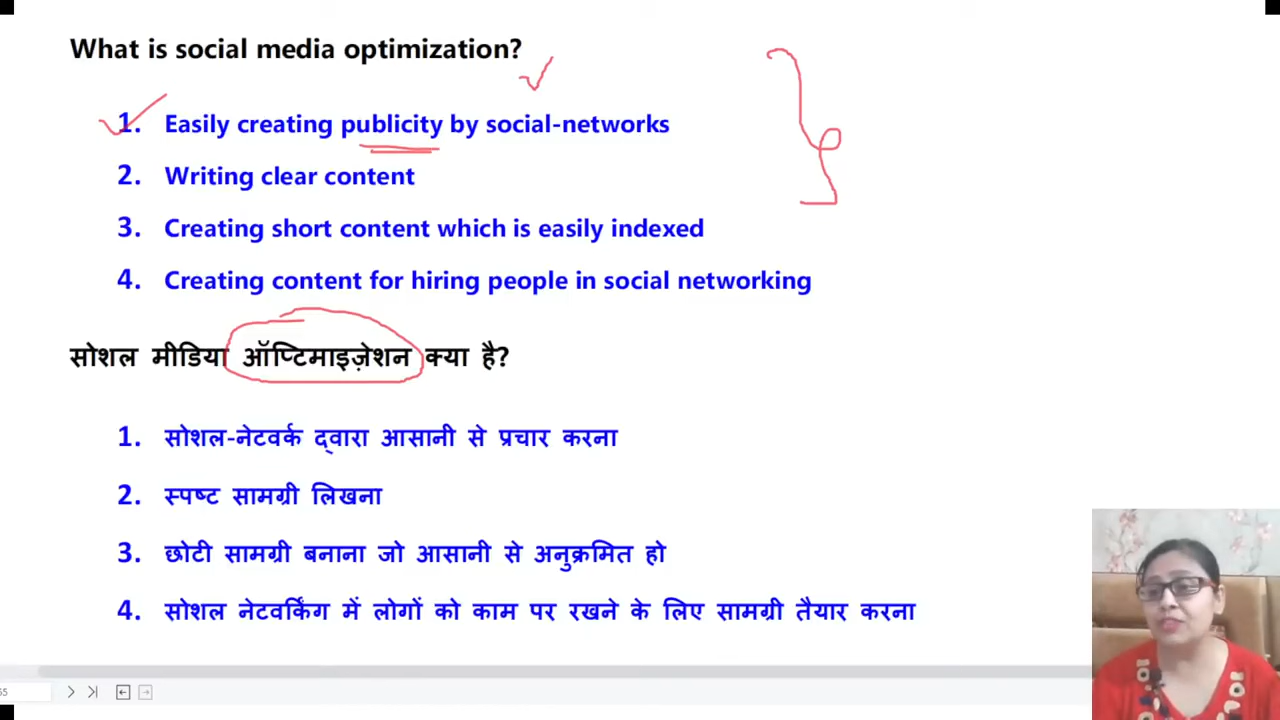 What is social media optimization?
1. Easily creating publicity by social-networks
2. Writing clear content
3. Creating short content which is easily indexed
4. Creating content for hiring people in social networking
सोशल मीडिया ऑप्टिमाइज़ेशन क्या है?
1. सोशल-नेटवर्क द्वारा आसानी से प्रचार करना
2. स्पष्ट सामग्री लिखना
3. छोटी सामग्री बनाना जो आसानी से अनुक्रमित हो
4. सोशल नेटवर्किंग में लोगों को काम पर रखने के लिए सामग्री तैयार करना